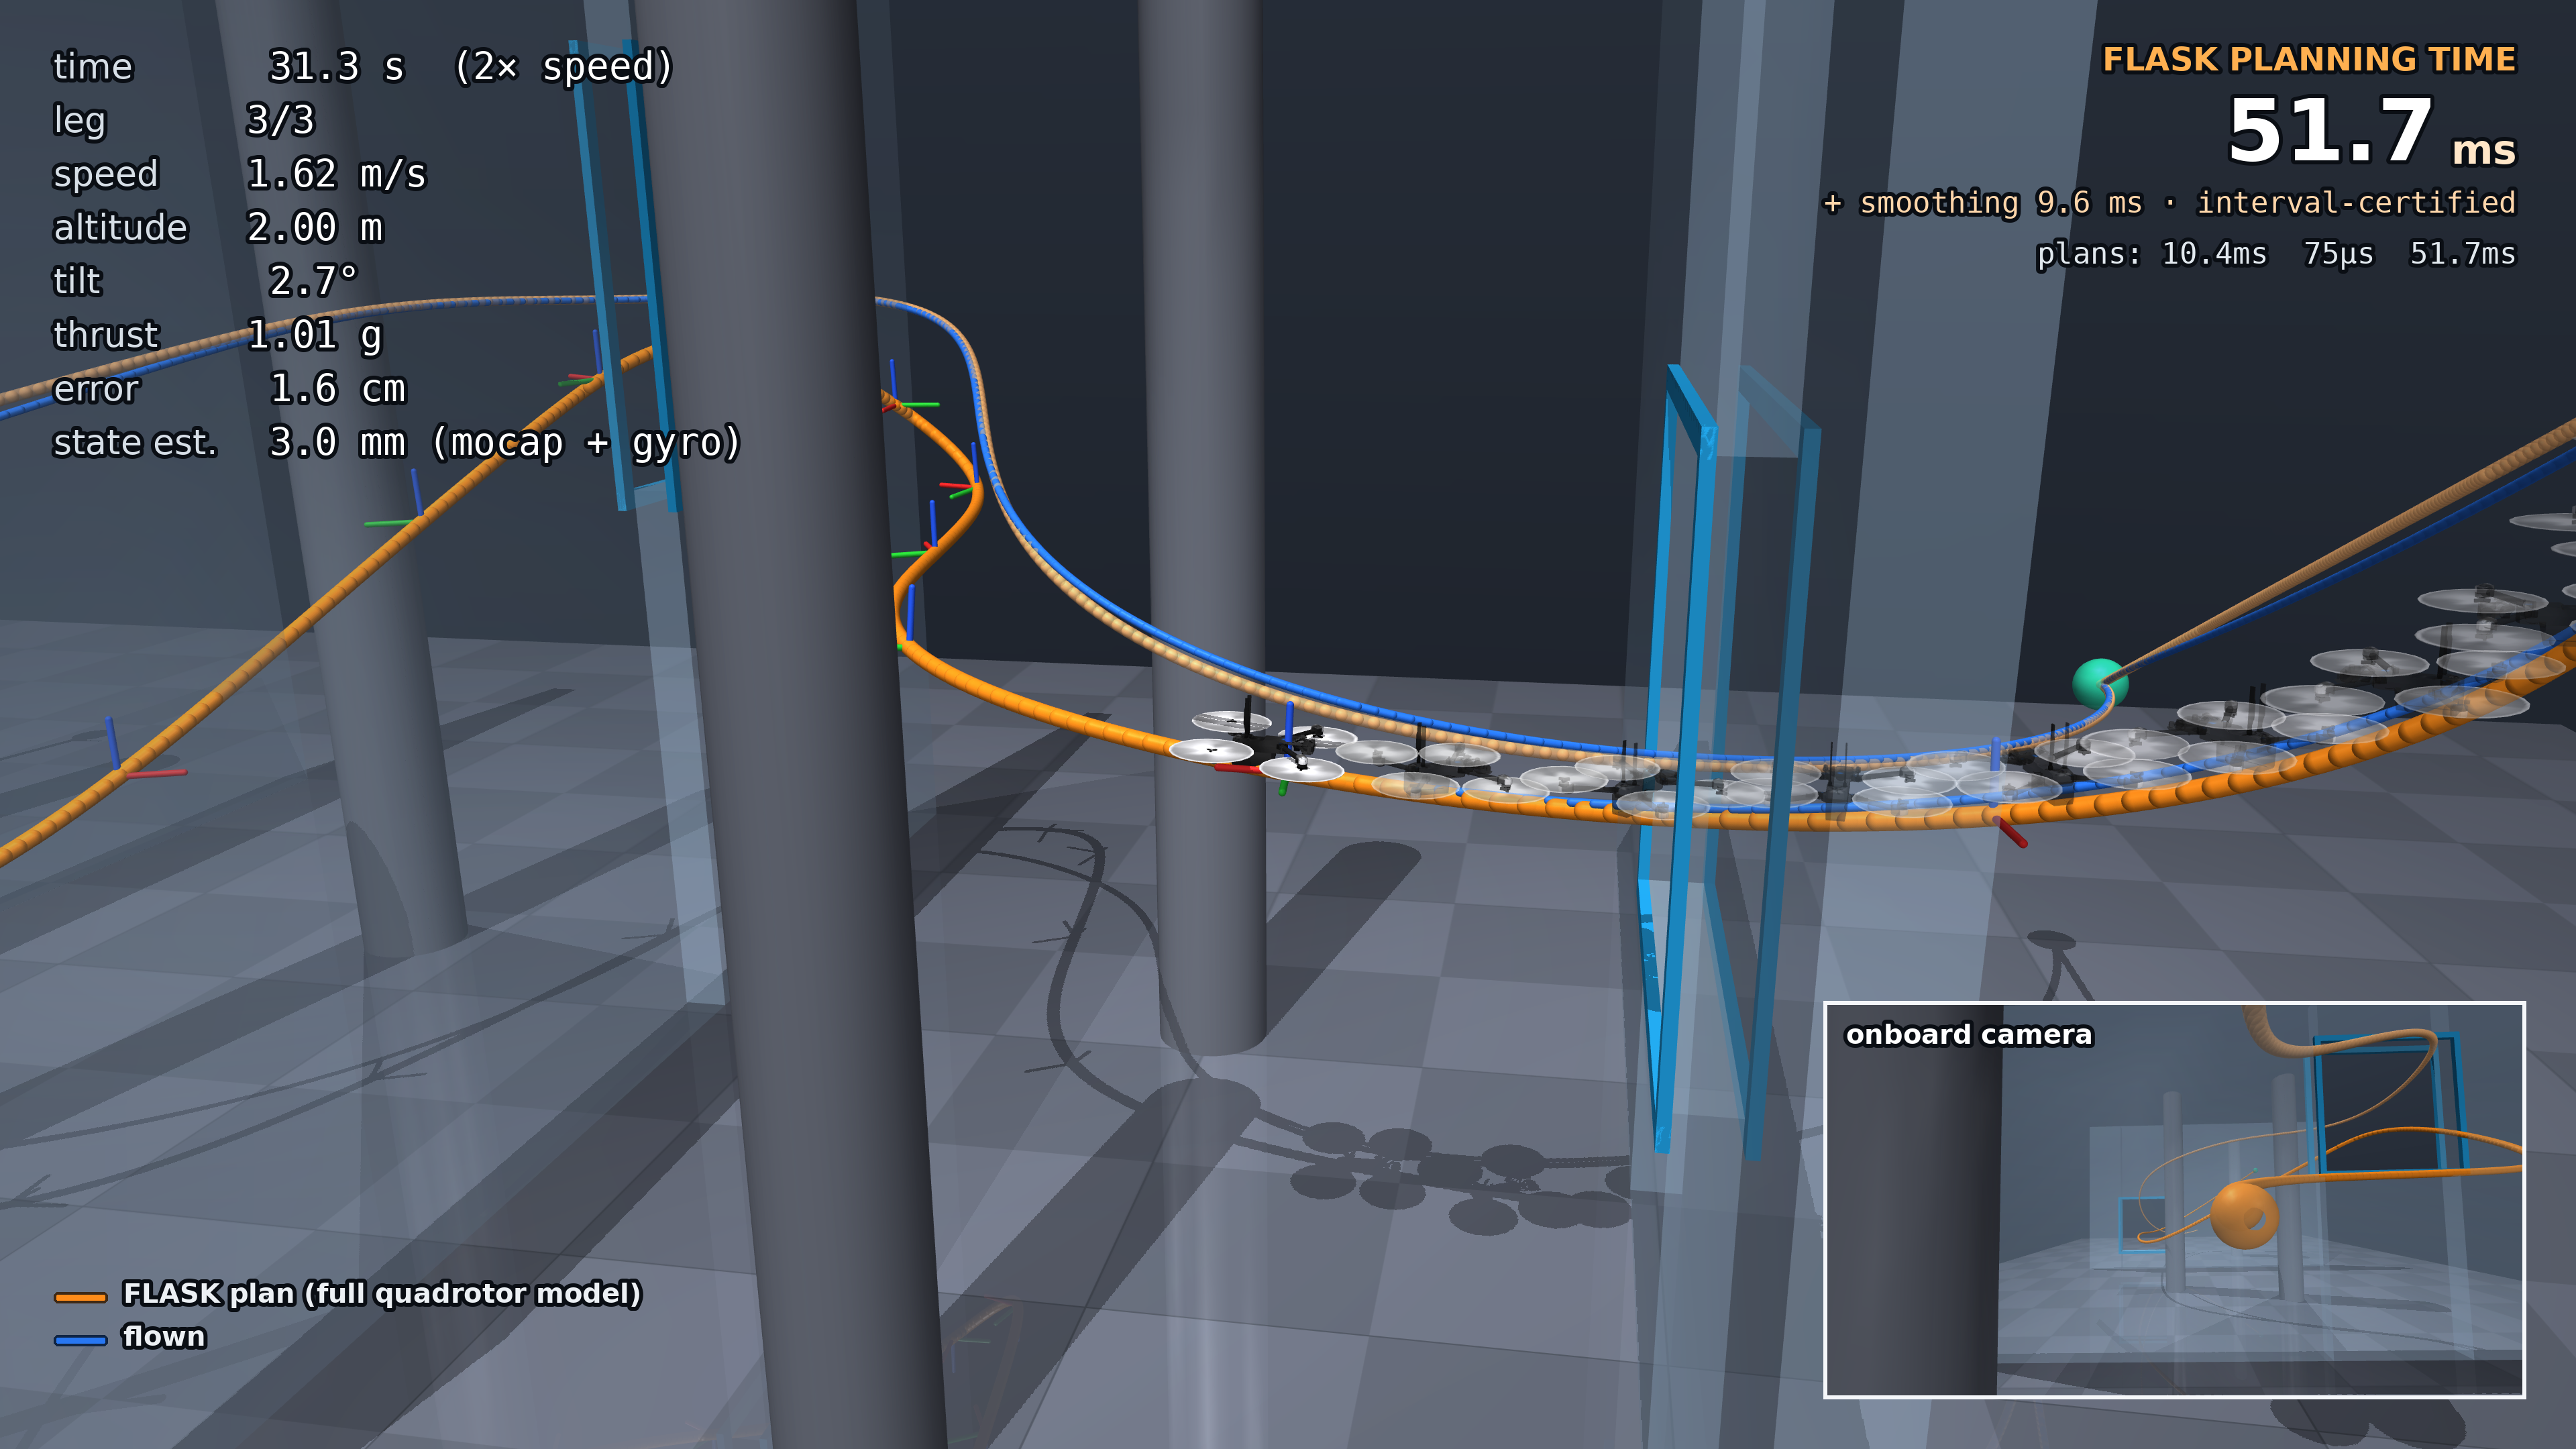 time 31.3 s (2× speed)
leg 3/3
speed 1.62 m/s
altitude 2.00 m
tilt 2.7°
thrust 1.01 g
error 1.6 cm
state est. 3.0 mm (mocap + gyro)
FLASK PLANNING TIME
51.7 ms
+ smoothing 9.6 ms · interval-certified
plans: 10.4ms 75µs 51.7ms
onboard camera
FLASK plan (full quadrotor model)
flown